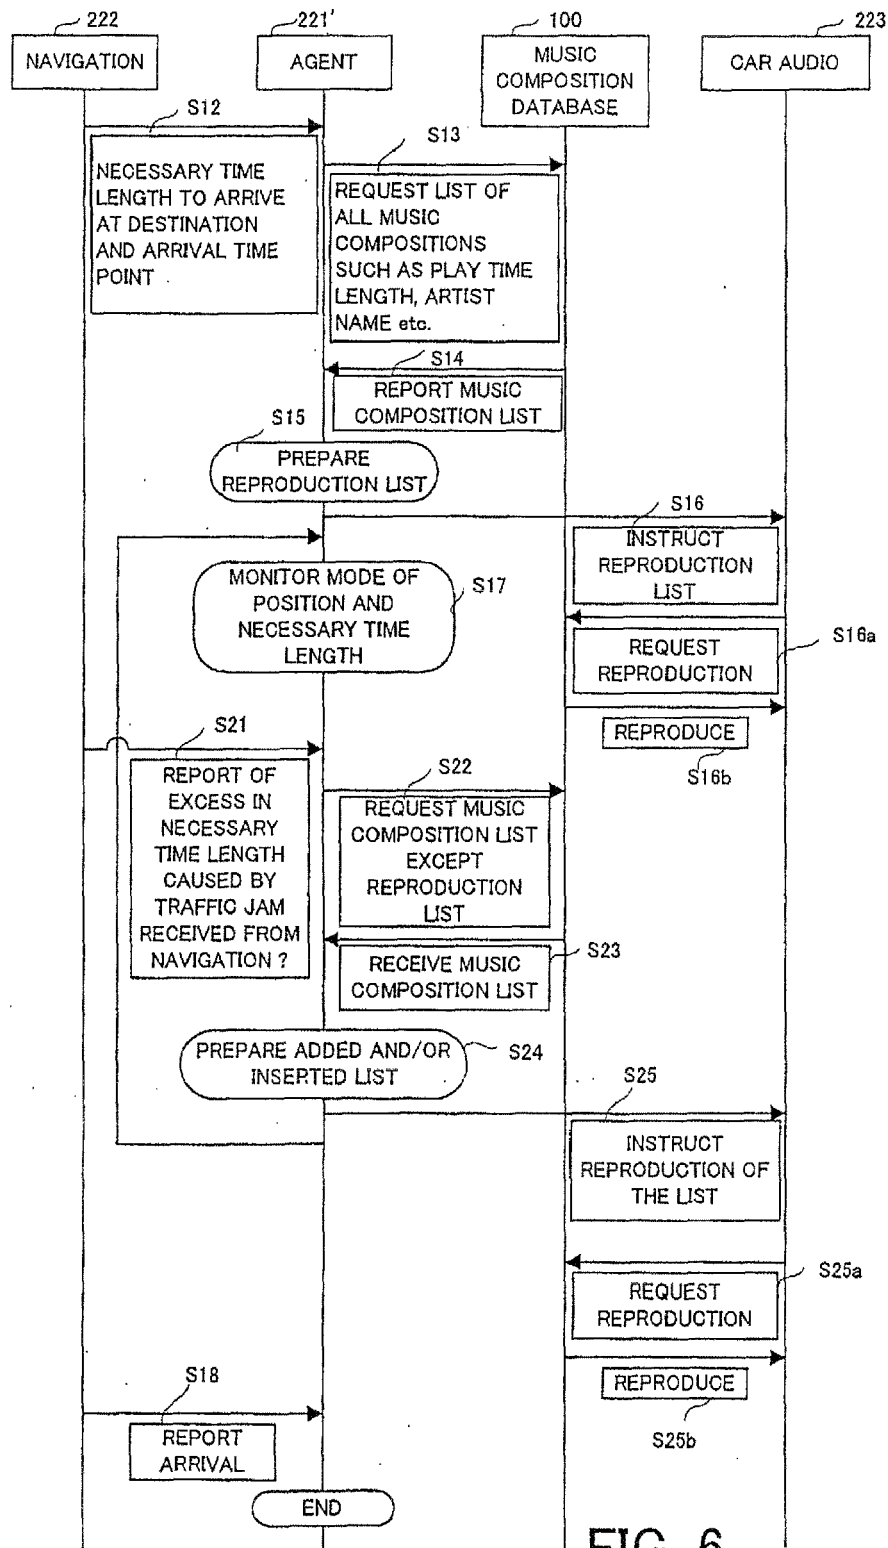 222
221'
100
223
NAVIGATION
AGENT
MUSIC
COMPOSITION
DATABASE
CAR AUDIO
S12
NECESSARY TIME
LENGTH TO ARRIVE
AT DESTINATION
AND ARRIVAL TIME
POINT
S13
REQUEST LIST OF
ALL MUSIC
COMPOSITIONS
SUCH AS PLAY TIME
LENGTH, ARTIST
NAME etc.
S14
REPORT MUSIC
COMPOSITION LIST
S15
PREPARE
REPRODUCTION LIST
S16
INSTRUCT
REPRODUCTION
LIST
MONITOR MODE OF
POSITION AND
NECESSARY TIME
LENGTH
S17
REQUEST
REPRODUCTION
S16a
REPRODUCE
S16b
S21
REPORT OF
EXCESS IN
NECESSARY
TIME LENGTH
CAUSED BY
TRAFFIC JAM
RECEIVED FROM
NAVIGATION ?
S22
REQUEST MUSIC
COMPOSITION LIST
EXCEPT
REPRODUCTION
LIST
S23
RECEIVE MUSIC
COMPOSITION LIST
PREPARE ADDED AND/OR
INSERTED LIST
S24
S25
INSTRUCT
REPRODUCTION OF
THE LIST
S25a
REQUEST
REPRODUCTION
REPRODUCE
S25b
S18
REPORT
ARRIVAL
END
FIG. 6